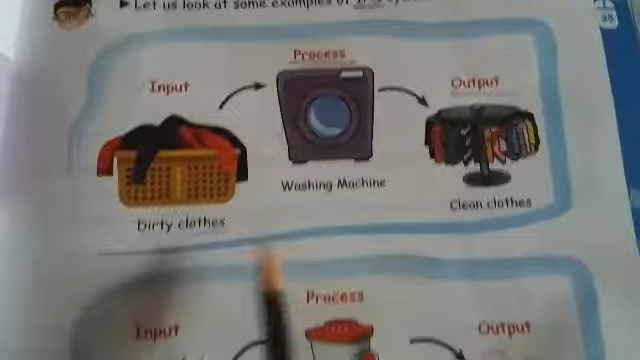 ▶ Let us look at some examples of
35
Process
Input
Output
Washing Machine
Clean clothes
Dirty clothes
Process
Input
Output